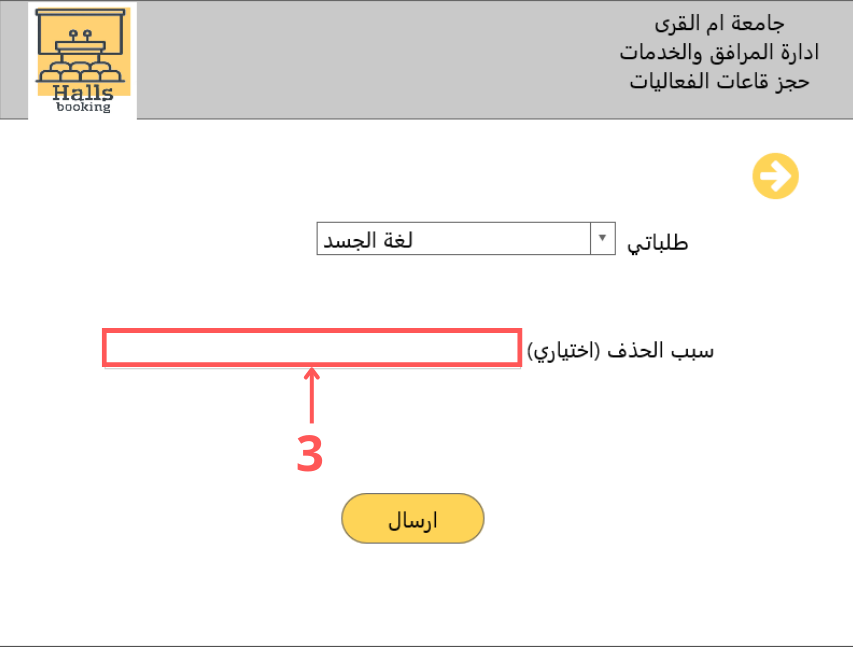 جامعة ام القرى
ادارة المرافق والخدمات
حجز قاعات الفعاليات
Halls
booking
طلباتي
لغة الجسد
سبب الحذف (اختياري)
3
ارسال